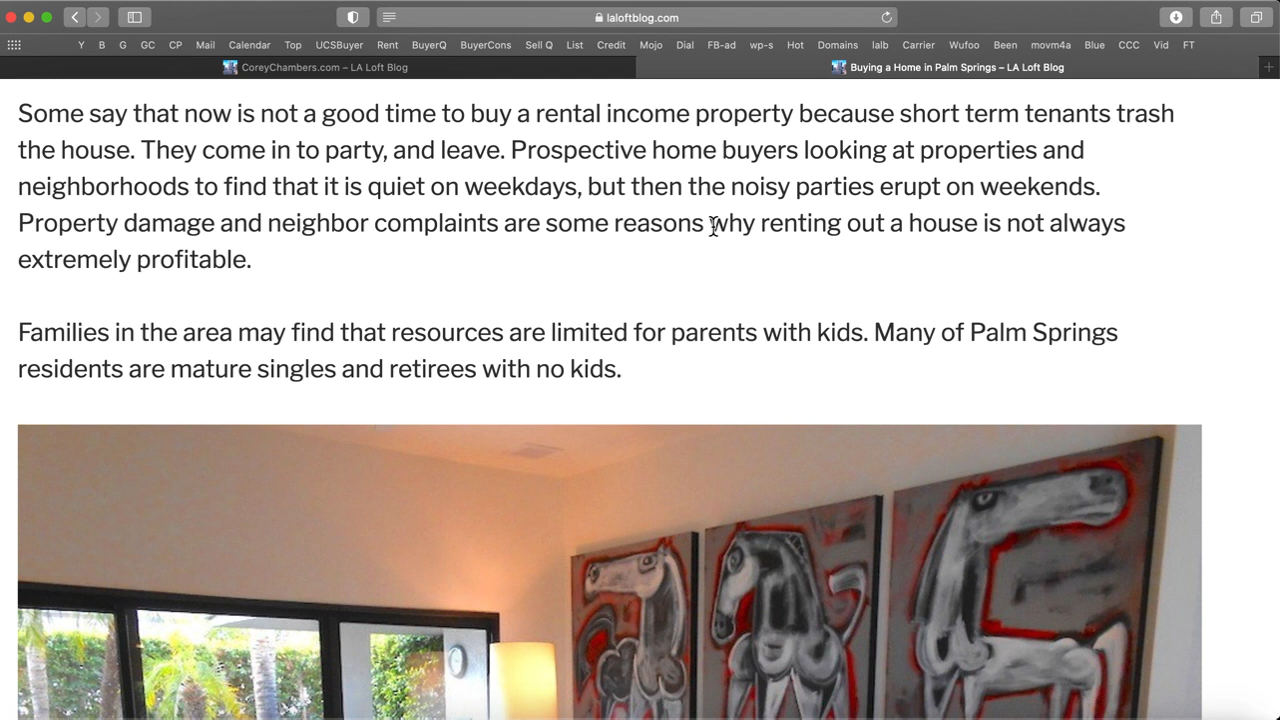 laloftblog.com
Y B G GC CP Mail Calendar Top UCSBuyer Rent BuyerQ BuyerCons Sell Q List Credit Mojo Dial FB-ad wp-s Hot Domains lalb Carrier Wufoo Been movm4a Blue CCC Vid FT
CoreyChambers.com – LA Loft Blog Buying a Home in Palm Springs – LA Loft Blog
Some say that now is not a good time to buy a rental income property because short term tenants trash
the house. They come in to party, and leave. Prospective home buyers looking at properties and
neighborhoods to find that it is quiet on weekdays, but then the noisy parties erupt on weekends.
Property damage and neighbor complaints are some reasons why renting out a house is not always
extremely profitable.
Families in the area may find that resources are limited for parents with kids. Many of Palm Springs
residents are mature singles and retirees with no kids.